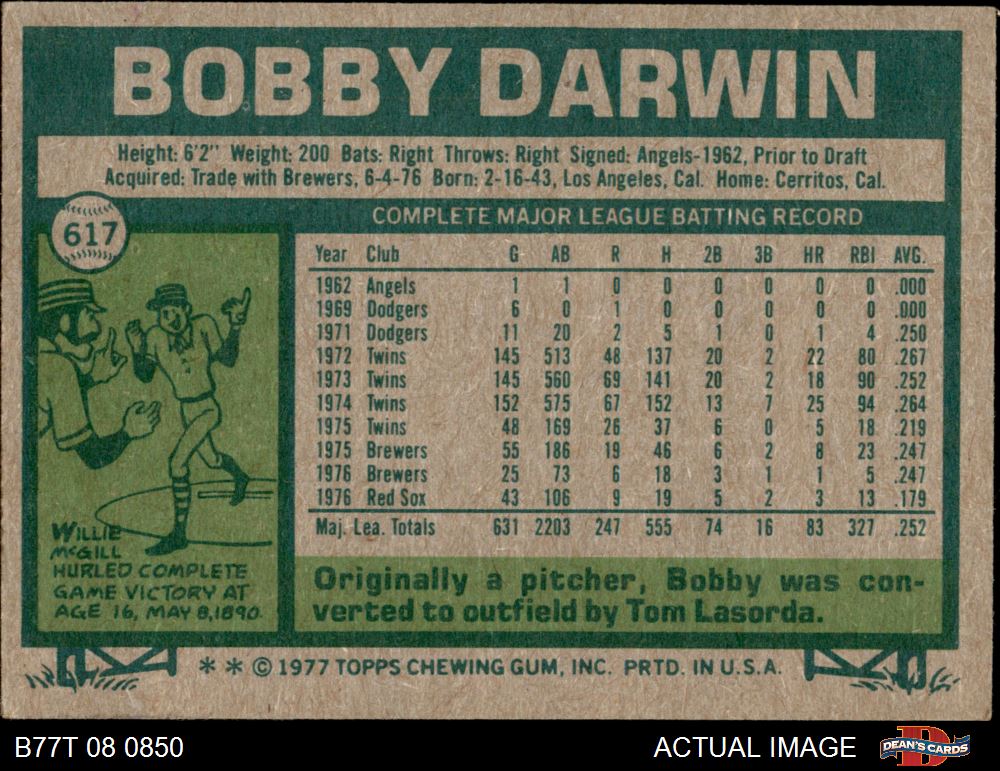 BOBBY DARWIN
Height: 6'2" Weight: 200 Bats: Right Throws: Right Signed: Angels-1962, Prior to Draft
Acquired: Trade with Brewers, 6-4-76 Born: 2-16-43, Los Angeles, Cal. Home: Cerritos, Cal.
617
COMPLETE MAJOR LEAGUE BATTING RECORD
Year Club G AB R H 2B 3B HR RBI AVG.
1962 Angels 1 1 0 0 0 0 0 0 .000
1969 Dodgers 6 0 1 0 0 0 0 0 .000
1971 Dodgers 11 20 2 5 1 0 1 4 .250
1972 Twins 145 513 48 137 20 2 22 80 .267
1973 Twins 145 560 69 141 20 2 18 90 .252
1974 Twins 152 575 67 152 13 7 25 94 .264
1975 Twins 48 169 26 37 6 0 5 18 .219
1975 Brewers 55 186 19 46 6 2 8 23 .247
1976 Brewers 25 73 6 18 3 1 1 5 .247
1976 Red Sox 43 106 9 19 5 2 3 13 .179
Maj. Lea. Totals 631 2203 247 555 74 16 83 327 .252
WILLIE
McGILL
HURLED COMPLETE
GAME VICTORY AT
AGE 16, MAY 8, 1890.
Originally a pitcher, Bobby was con-
verted to outfield by Tom Lasorda.
* * © 1977 TOPPS CHEWING GUM, INC. PRTD. IN U.S.A.
B77T 08 0850
ACTUAL IMAGE
DEAN'S CARDS